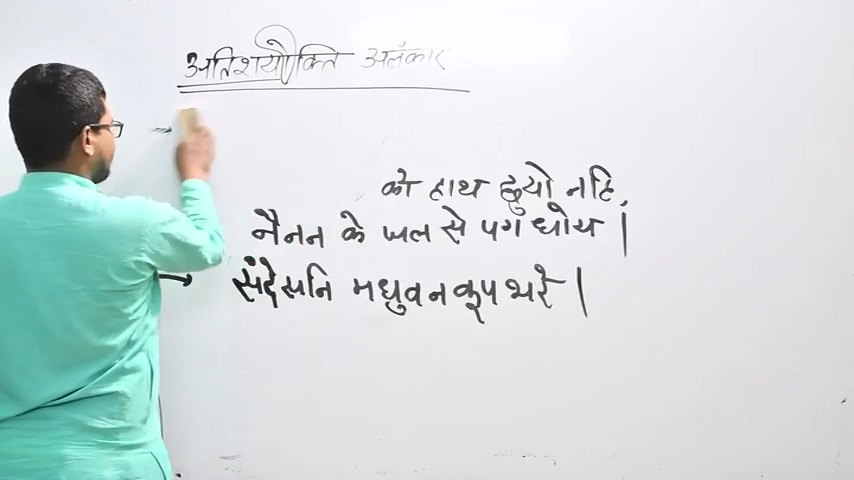 अतिशयोक्ति अलंकार
को हाथ छुयो नहि,
नैनन के जल से पग धोय।
संदेसनि मधुवन कूप भरे।